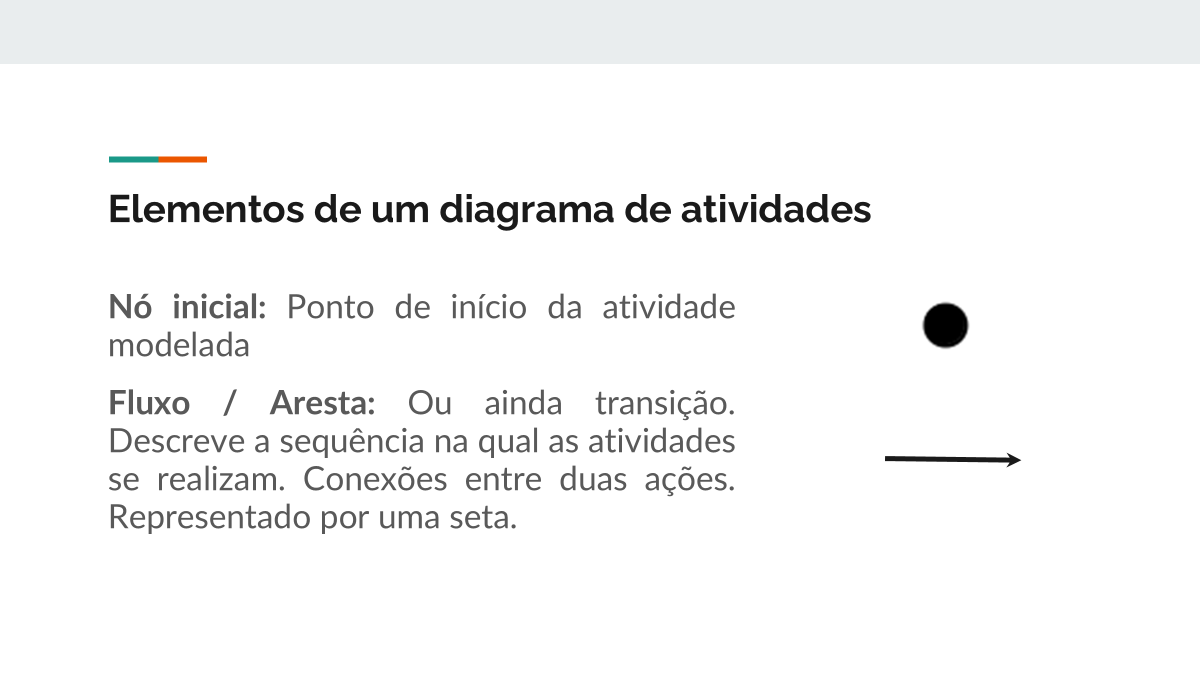 Elementos de um diagrama de atividades
Nó inicial: Ponto de início da atividade
modelada
Fluxo / Aresta: Ou ainda transição.
Descreve a sequência na qual as atividades
se realizam. Conexões entre duas ações.
Representado por uma seta.